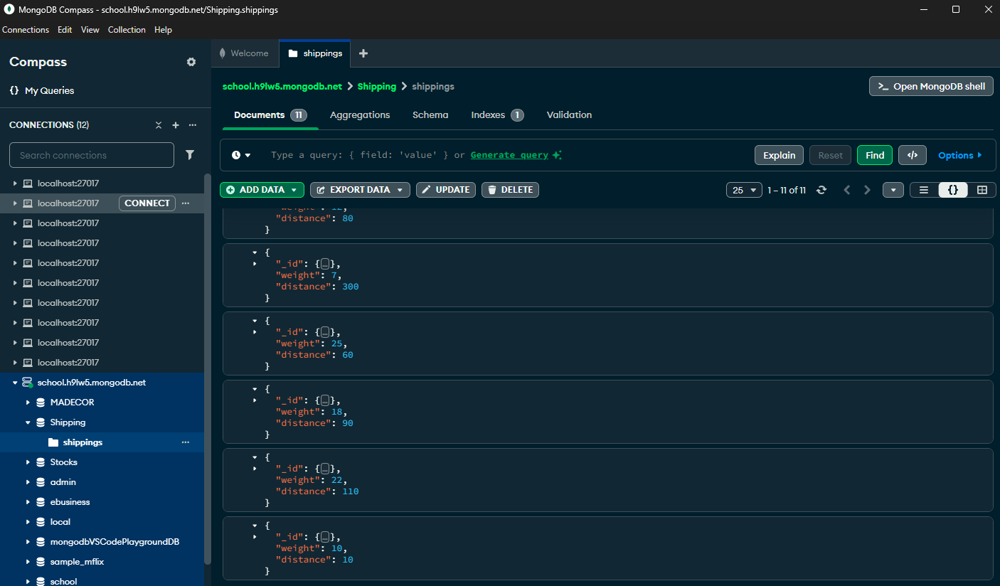 MongoDB Compass - school.h9lw5.mongodb.net/Shipping.shippings
Connections Edit View Collection Help
Compass
{} My Queries
CONNECTIONS (12)
Search connections
localhost:27017
localhost:27017 CONNECT
localhost:27017
localhost:27017
localhost:27017
localhost:27017
localhost:27017
localhost:27017
localhost:27017
localhost:27017
school.h9lw5.mongodb.net
MADECOR
Shipping
shippings
Stocks
admin
ebusiness
local
mongodbVSCodePlaygroundDB
sample_mflix
school
Welcome shippings
school.h9lw5.mongodb.net > Shipping > shippings
>_ Open MongoDB shell
Documents 11 Aggregations Schema Indexes 1 Validation
Type a query: { field: 'value' } or Generate query
Explain Reset Find </> Options
ADD DATA EXPORT DATA UPDATE DELETE
25 1 – 11 of 11 {}
"weight": 12,
"distance": 80
}
{
"_id": {…},
"weight": 7,
"distance": 300
}
{
"_id": {…},
"weight": 25,
"distance": 60
}
{
"_id": {…},
"weight": 18,
"distance": 90
}
{
"_id": {…},
"weight": 22,
"distance": 110
}
{
"_id": {…},
"weight": 10,
"distance": 10
}